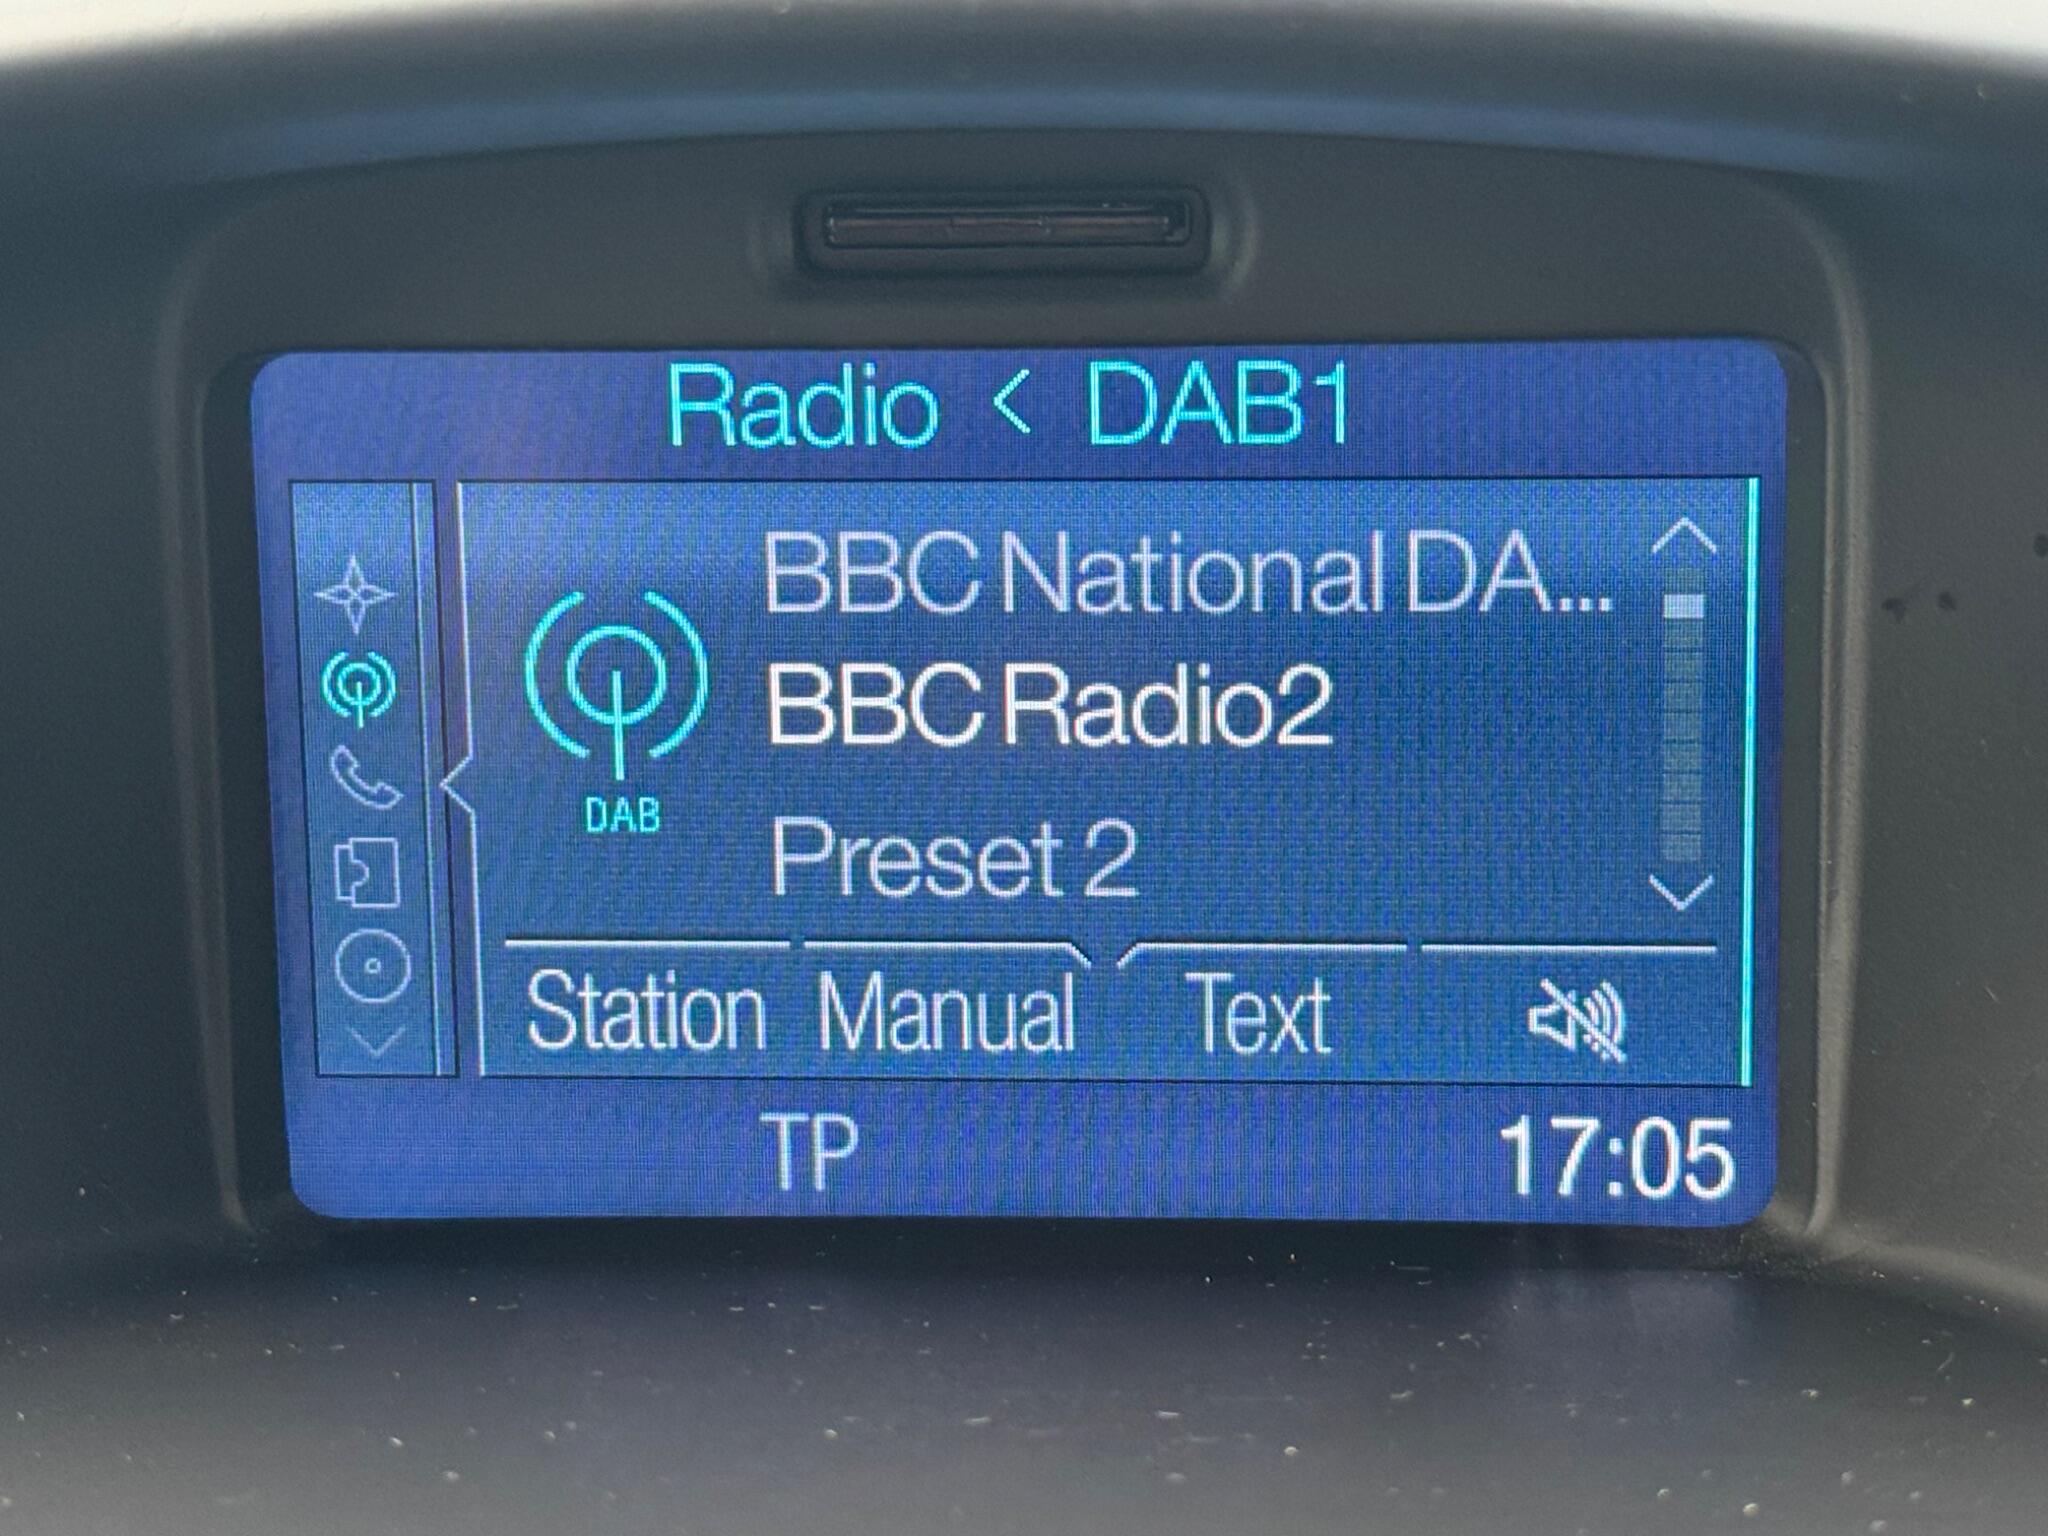 Radio < DAB1
BBC National DA...
BBC Radio2
DAB
Preset 2
Station Manual Text
TP 17:05